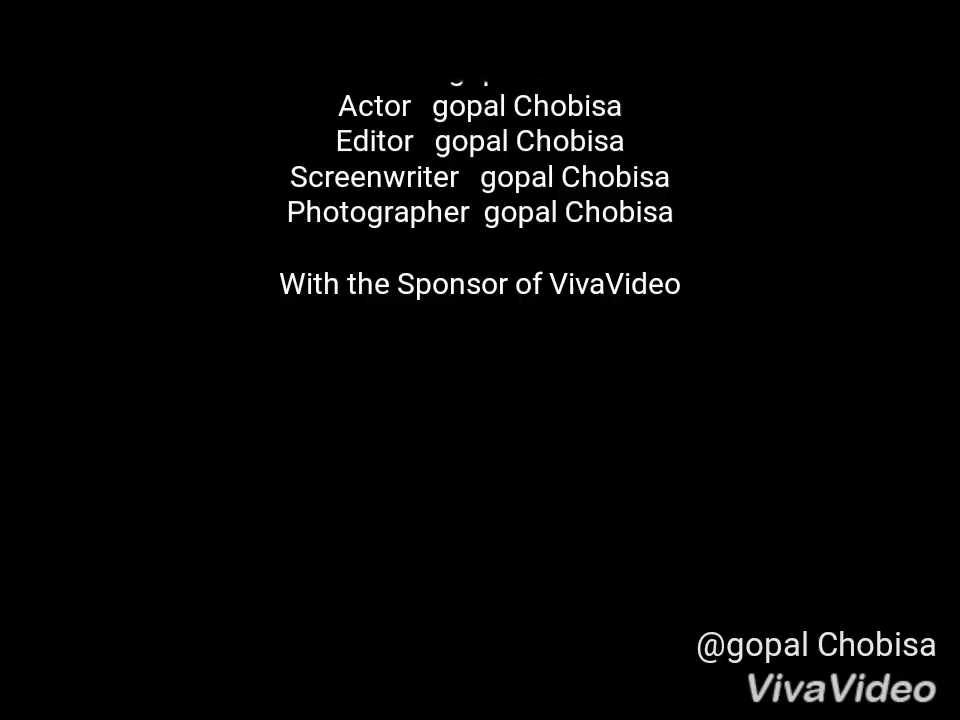 Actor gopal Chobisa
Editor gopal Chobisa
Screenwriter gopal Chobisa
Photographer gopal Chobisa
With the Sponsor of VivaVideo
@gopal Chobisa
VivaVideo